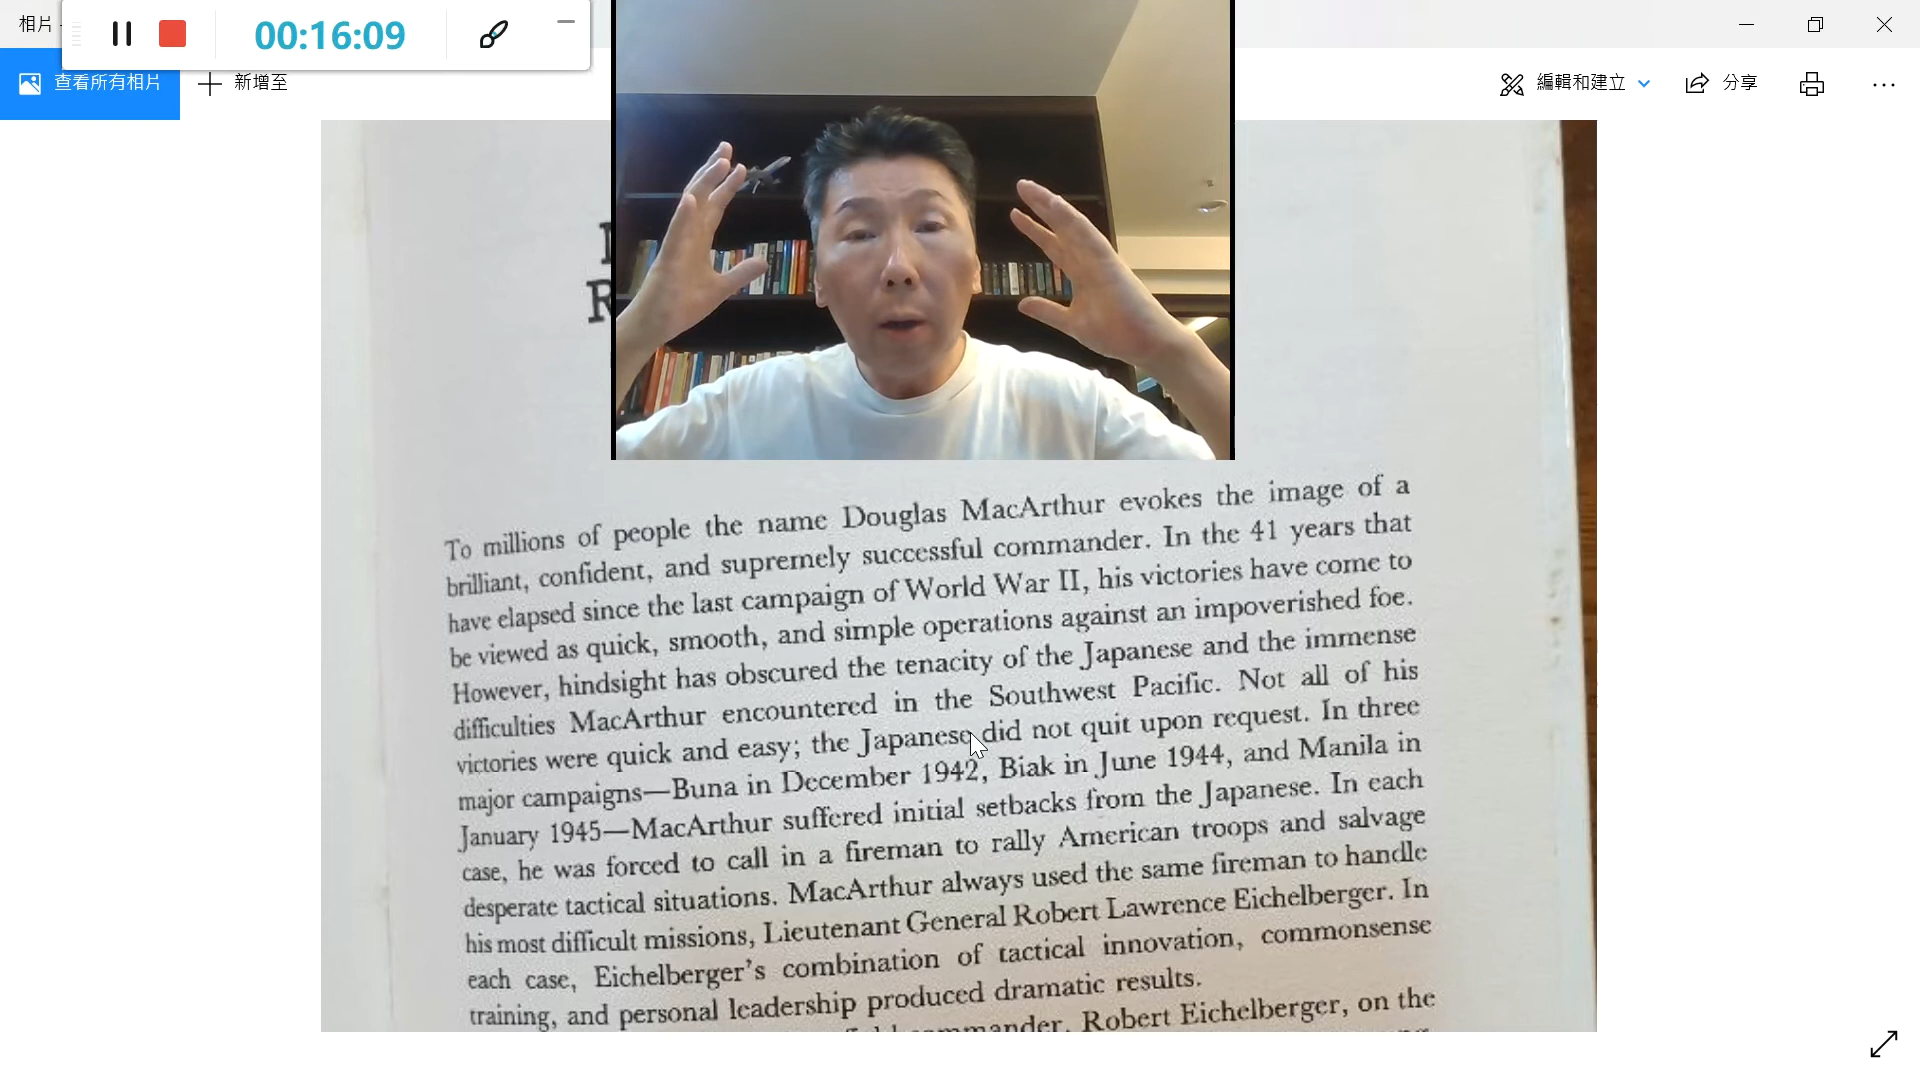 相片
00:16:09
查看所有相片
新增至
編輯和建立
分享
To millions of people the name Douglas MacArthur evokes the image of a
brilliant, confident, and supremely successful commander. In the 41 years that
have elapsed since the last campaign of World War II, his victories have come to
be viewed as quick, smooth, and simple operations against an impoverished foe.
However, hindsight has obscured the tenacity of the Japanese and the immense
difficulties MacArthur encountered in the Southwest Pacific. Not all of his
victories were quick and easy; the Japanese did not quit upon request. In three
major campaigns—Buna in December 1942, Biak in June 1944, and Manila in
January 1945—MacArthur suffered initial setbacks from the Japanese. In each
case, he was forced to call in a fireman to rally American troops and salvage
desperate tactical situations. MacArthur always used the same fireman to handle
his most difficult missions, Lieutenant General Robert Lawrence Eichelberger. In
each case, Eichelberger's combination of tactical innovation, commonsense
training, and personal leadership produced dramatic results.
commander, Robert Eichelberger, on the